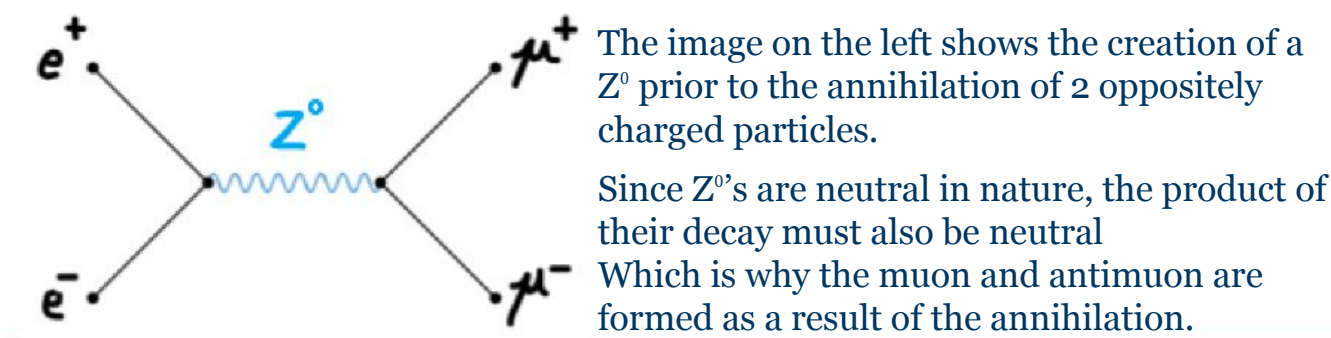 e⁺
μ⁺
Z⁰
e⁻
μ⁻
The image on the left shows the creation of a
Z⁰ prior to the annihilation of 2 oppositely
charged particles.
Since Z⁰'s are neutral in nature, the product of
their decay must also be neutral
Which is why the muon and antimuon are
formed as a result of the annihilation.